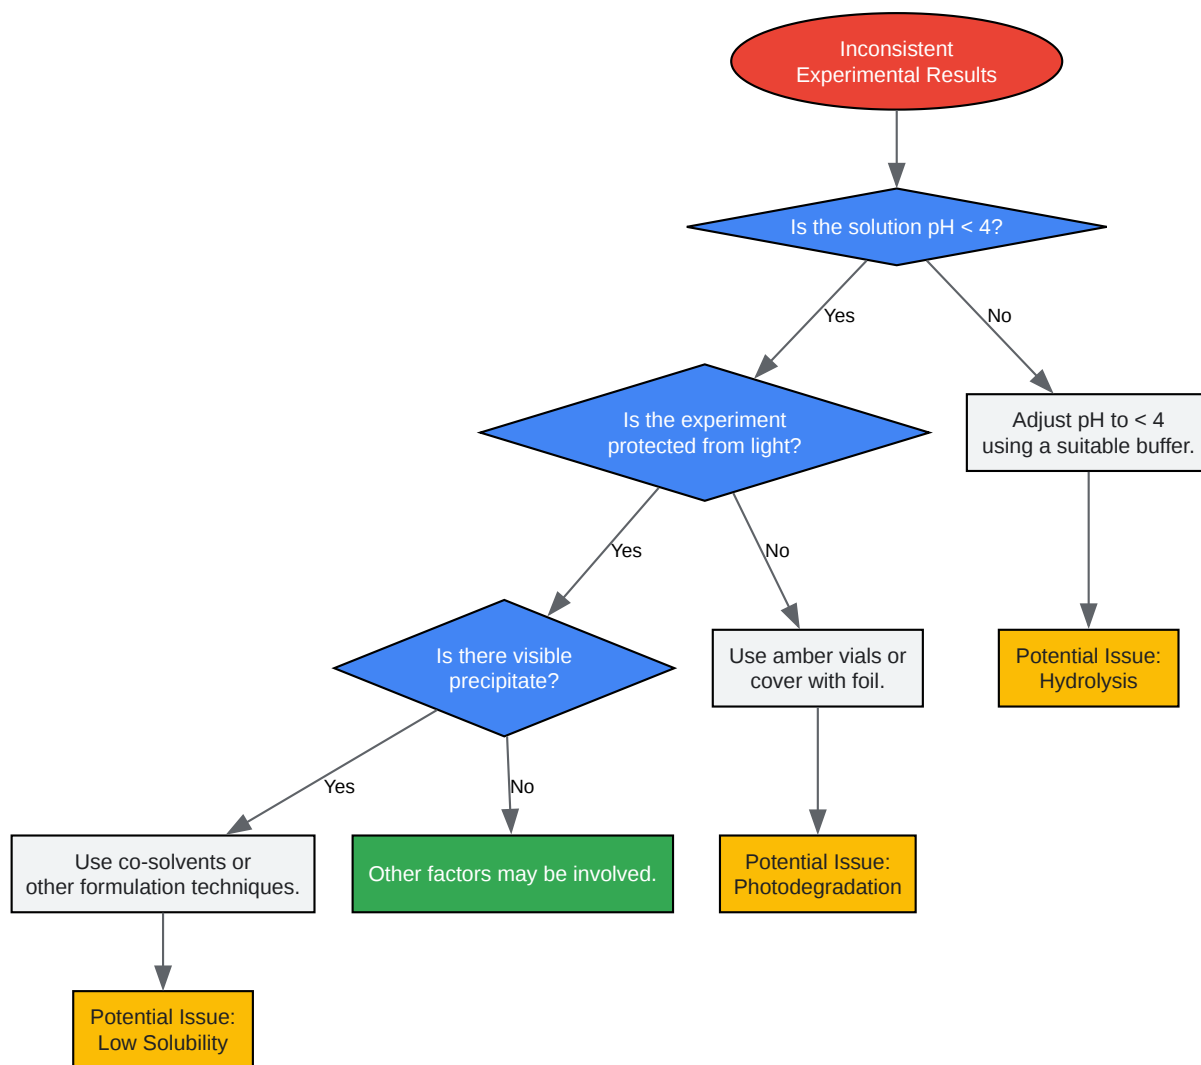 Inconsistent
Experimental Results
Is the solution pH < 4?
Yes
No
Is the experiment
protected from light?
Adjust pH to < 4
using a suitable buffer.
Yes
No
Is there visible
precipitate?
Use amber vials or
cover with foil.
Potential Issue:
Hydrolysis
Yes
No
Use co-solvents or
other formulation techniques.
Other factors may be involved.
Potential Issue:
Photodegradation
Potential Issue:
Low Solubility